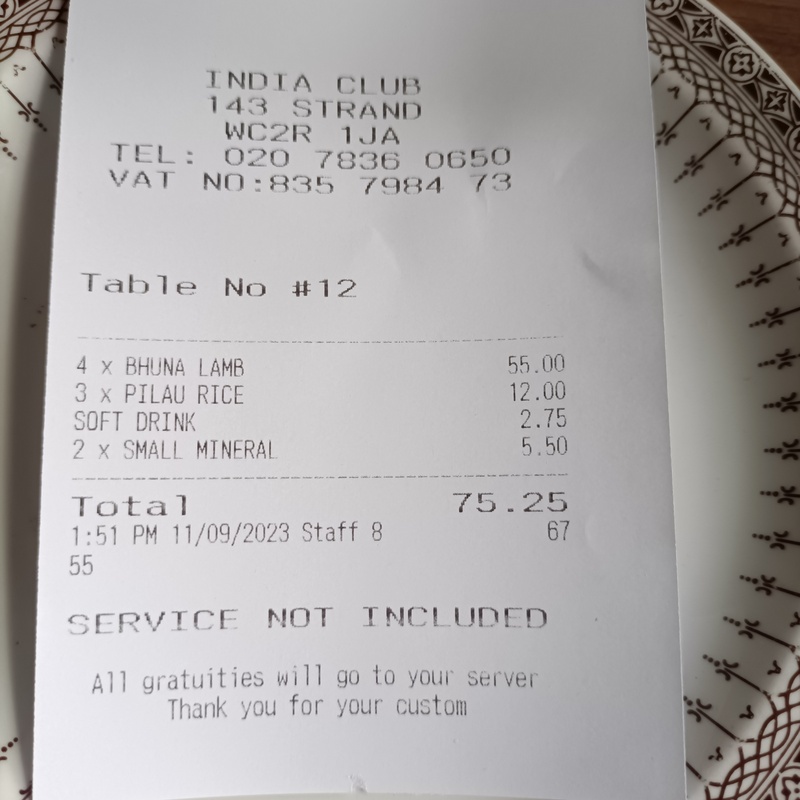 INDIA CLUB
143 STRAND
WC2R 1JA
TEL: 020 7836 0650
VAT NO:835 7984 73
Table No #12
4 x BHUNA LAMB 55.00
3 x PILAU RICE 12.00
SOFT DRINK 2.75
2 x SMALL MINERAL 5.50
Total 75.25
1:51 PM 11/09/2023 Staff 8 67
55
SERVICE NOT INCLUDED
All gratuities will go to your server
Thank you for your custom